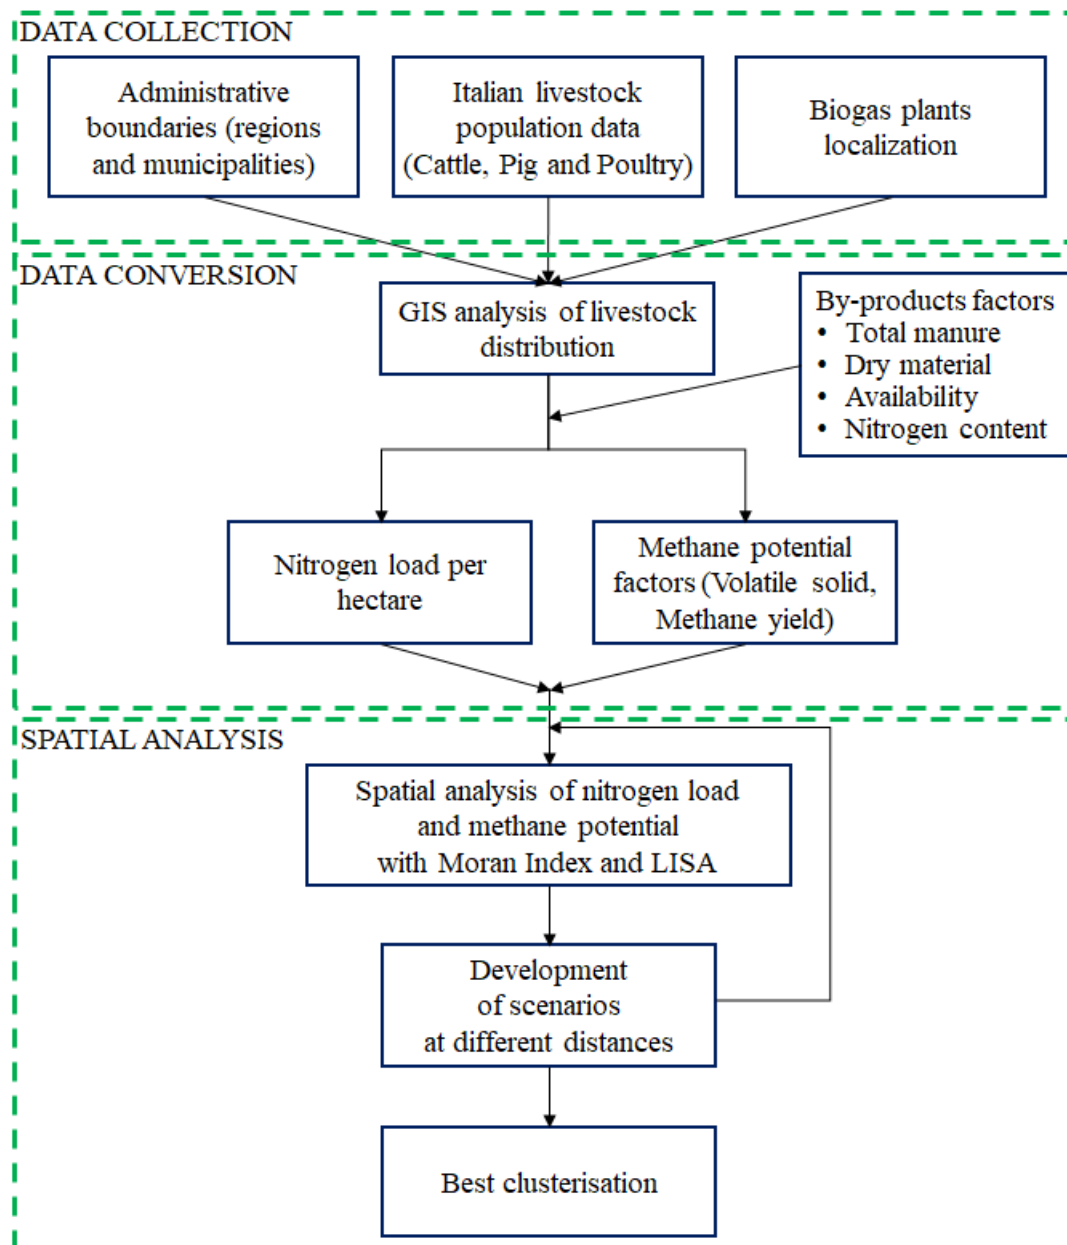 DATA COLLECTION
Administrative
boundaries (regions
and municipalities)
Italian livestock
population data
(Cattle, Pig and Poultry)
Biogas plants
localization
DATA CONVERSION
GIS analysis of livestock
distribution
By-products factors
• Total manure
• Dry material
• Availability
• Nitrogen content
Nitrogen load per
hectare
Methane potential
factors (Volatile solid,
Methane yield)
SPATIAL ANALYSIS
Spatial analysis of nitrogen load
and methane potential
with Moran Index and LISA
Development
of scenarios
at different distances
Best clusterisation